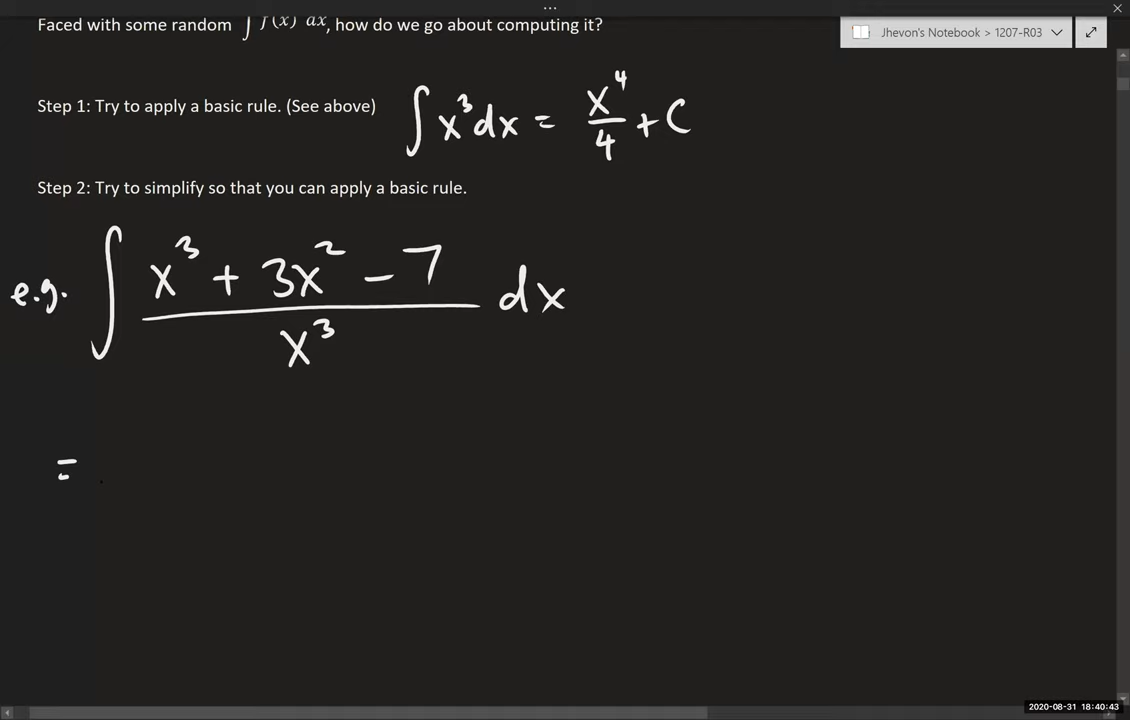 Faced with some random ∫ f(x) dx, how do we go about computing it?
Jhevon's Notebook > 1207-R03
Step 1: Try to apply a basic rule. (See above) ∫ x³ dx = x⁴/4 + C
Step 2: Try to simplify so that you can apply a basic rule.
e.g. ∫ (x³ + 3x² - 7)/x³ dx
=
2020-08-31 18:40:43